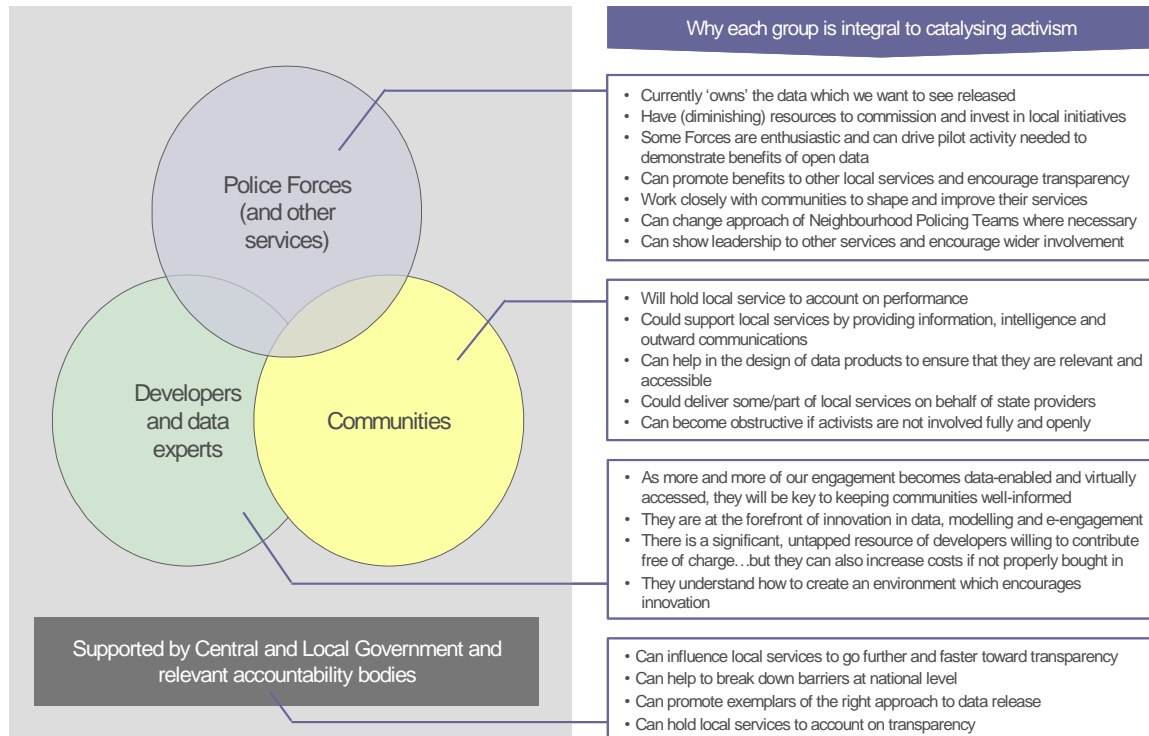 Why each group is integral to catalysing activism
Police Forces
(and other
services)
Developers
and data
experts
Communities
Supported by Central and Local Government and
relevant accountability bodies
• Currently ‘owns’ the data which we want to see released
• Have (diminishing) resources to commission and invest in local initiatives
• Some Forces are enthusiastic and can drive pilot activity needed to
demonstrate benefits of open data
• Can promote benefits to other local services and encourage transparency
• Work closely with communities to shape and improve their services
• Can change approach of Neighbourhood Policing Teams where necessary
• Can show leadership to other services and encourage wider involvement
• Will hold local service to account on performance
• Could support local services by providing information, intelligence and
outward communications
• Can help in the design of data products to ensure that they are relevant and
accessible
• Could deliver some/part of local services on behalf of state providers
• Can become obstructive if activists are not involved fully and openly
• As more and more of our engagement becomes data-enabled and virtually
accessed, they will be key to keeping communities well-informed
• They are at the forefront of innovation in data, modelling and e-engagement
• There is a significant, untapped resource of developers willing to contribute
free of charge…but they can also increase costs if not properly bought in
• They understand how to create an environment which encourages
innovation
• Can influence local services to go further and faster toward transparency
• Can help to break down barriers at national level
• Can promote exemplars of the right approach to data release
• Can hold local services to account on transparency